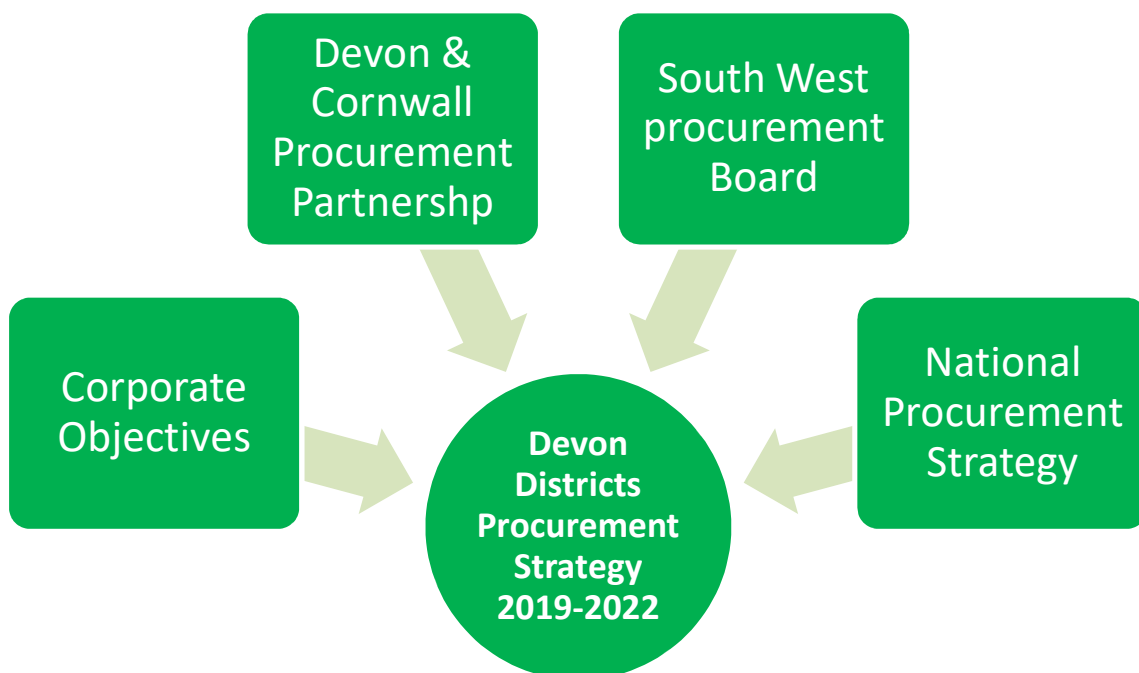 Devon &
Cornwall
Procurement
Partnershp
South West
procurement
Board
Corporate
Objectives
National
Procurement
Strategy
Devon
Districts
Procurement
Strategy
2019-2022